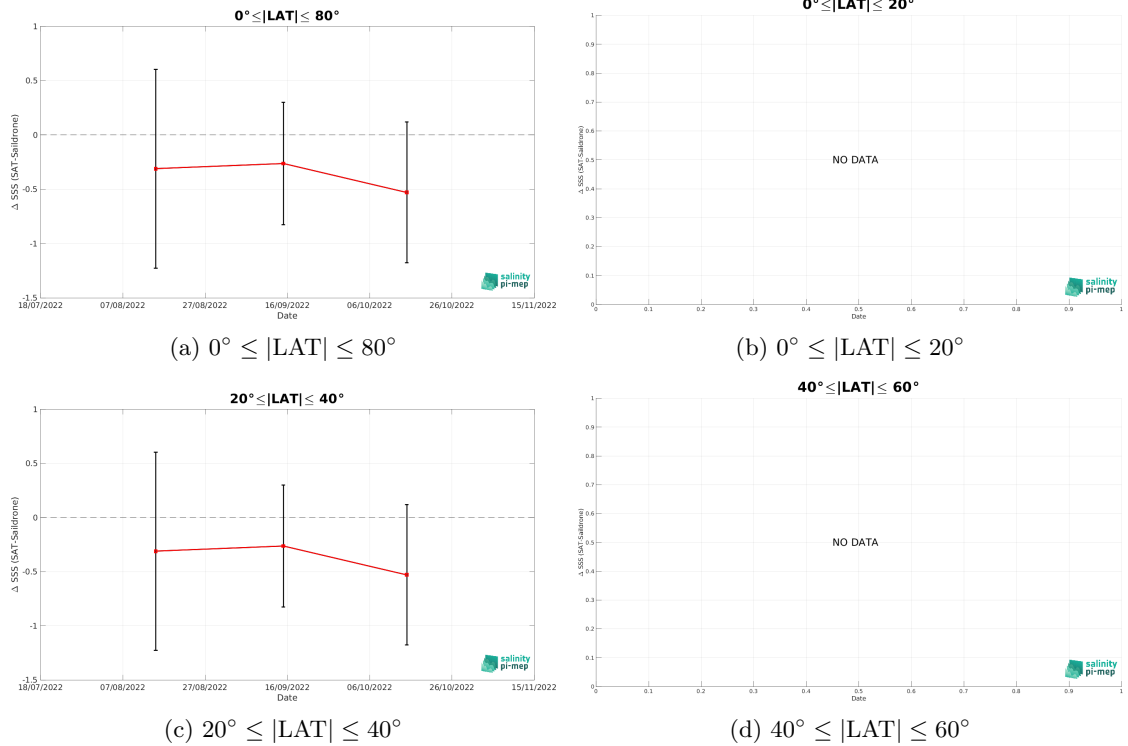 0°≤|LAT|≤ 80°
1
0.5
0
-0.5
-1
-1.5
Δ SSS (SAT-Saildrone)
18/07/2022 07/08/2022 27/08/2022 16/09/2022 06/10/2022 26/10/2022 15/11/2022
Date
salinity
pi-mep
(a) 0° ≤ |LAT| ≤ 80°
0°≤|LAT|≤ 20°
1
0.9
0.8
0.7
0.6
0.5
0.4
0.3
0.2
0.1
0
Δ SSS (SAT-Saildrone)
NO DATA
0 0.1 0.2 0.3 0.4 0.5 0.6 0.7 0.8 0.9 1
Date
salinity
pi-mep
(b) 0° ≤ |LAT| ≤ 20°
20°≤|LAT|≤ 40°
1
0.5
0
-0.5
-1
-1.5
Δ SSS (SAT-Saildrone)
18/07/2022 07/08/2022 27/08/2022 16/09/2022 06/10/2022 26/10/2022 15/11/2022
Date
salinity
pi-mep
(c) 20° ≤ |LAT| ≤ 40°
40°≤|LAT|≤ 60°
1
0.9
0.8
0.7
0.6
0.5
0.4
0.3
0.2
0.1
0
Δ SSS (SAT-Saildrone)
NO DATA
0 0.1 0.2 0.3 0.4 0.5 0.6 0.7 0.8 0.9 1
Date
salinity
pi-mep
(d) 40° ≤ |LAT| ≤ 60°